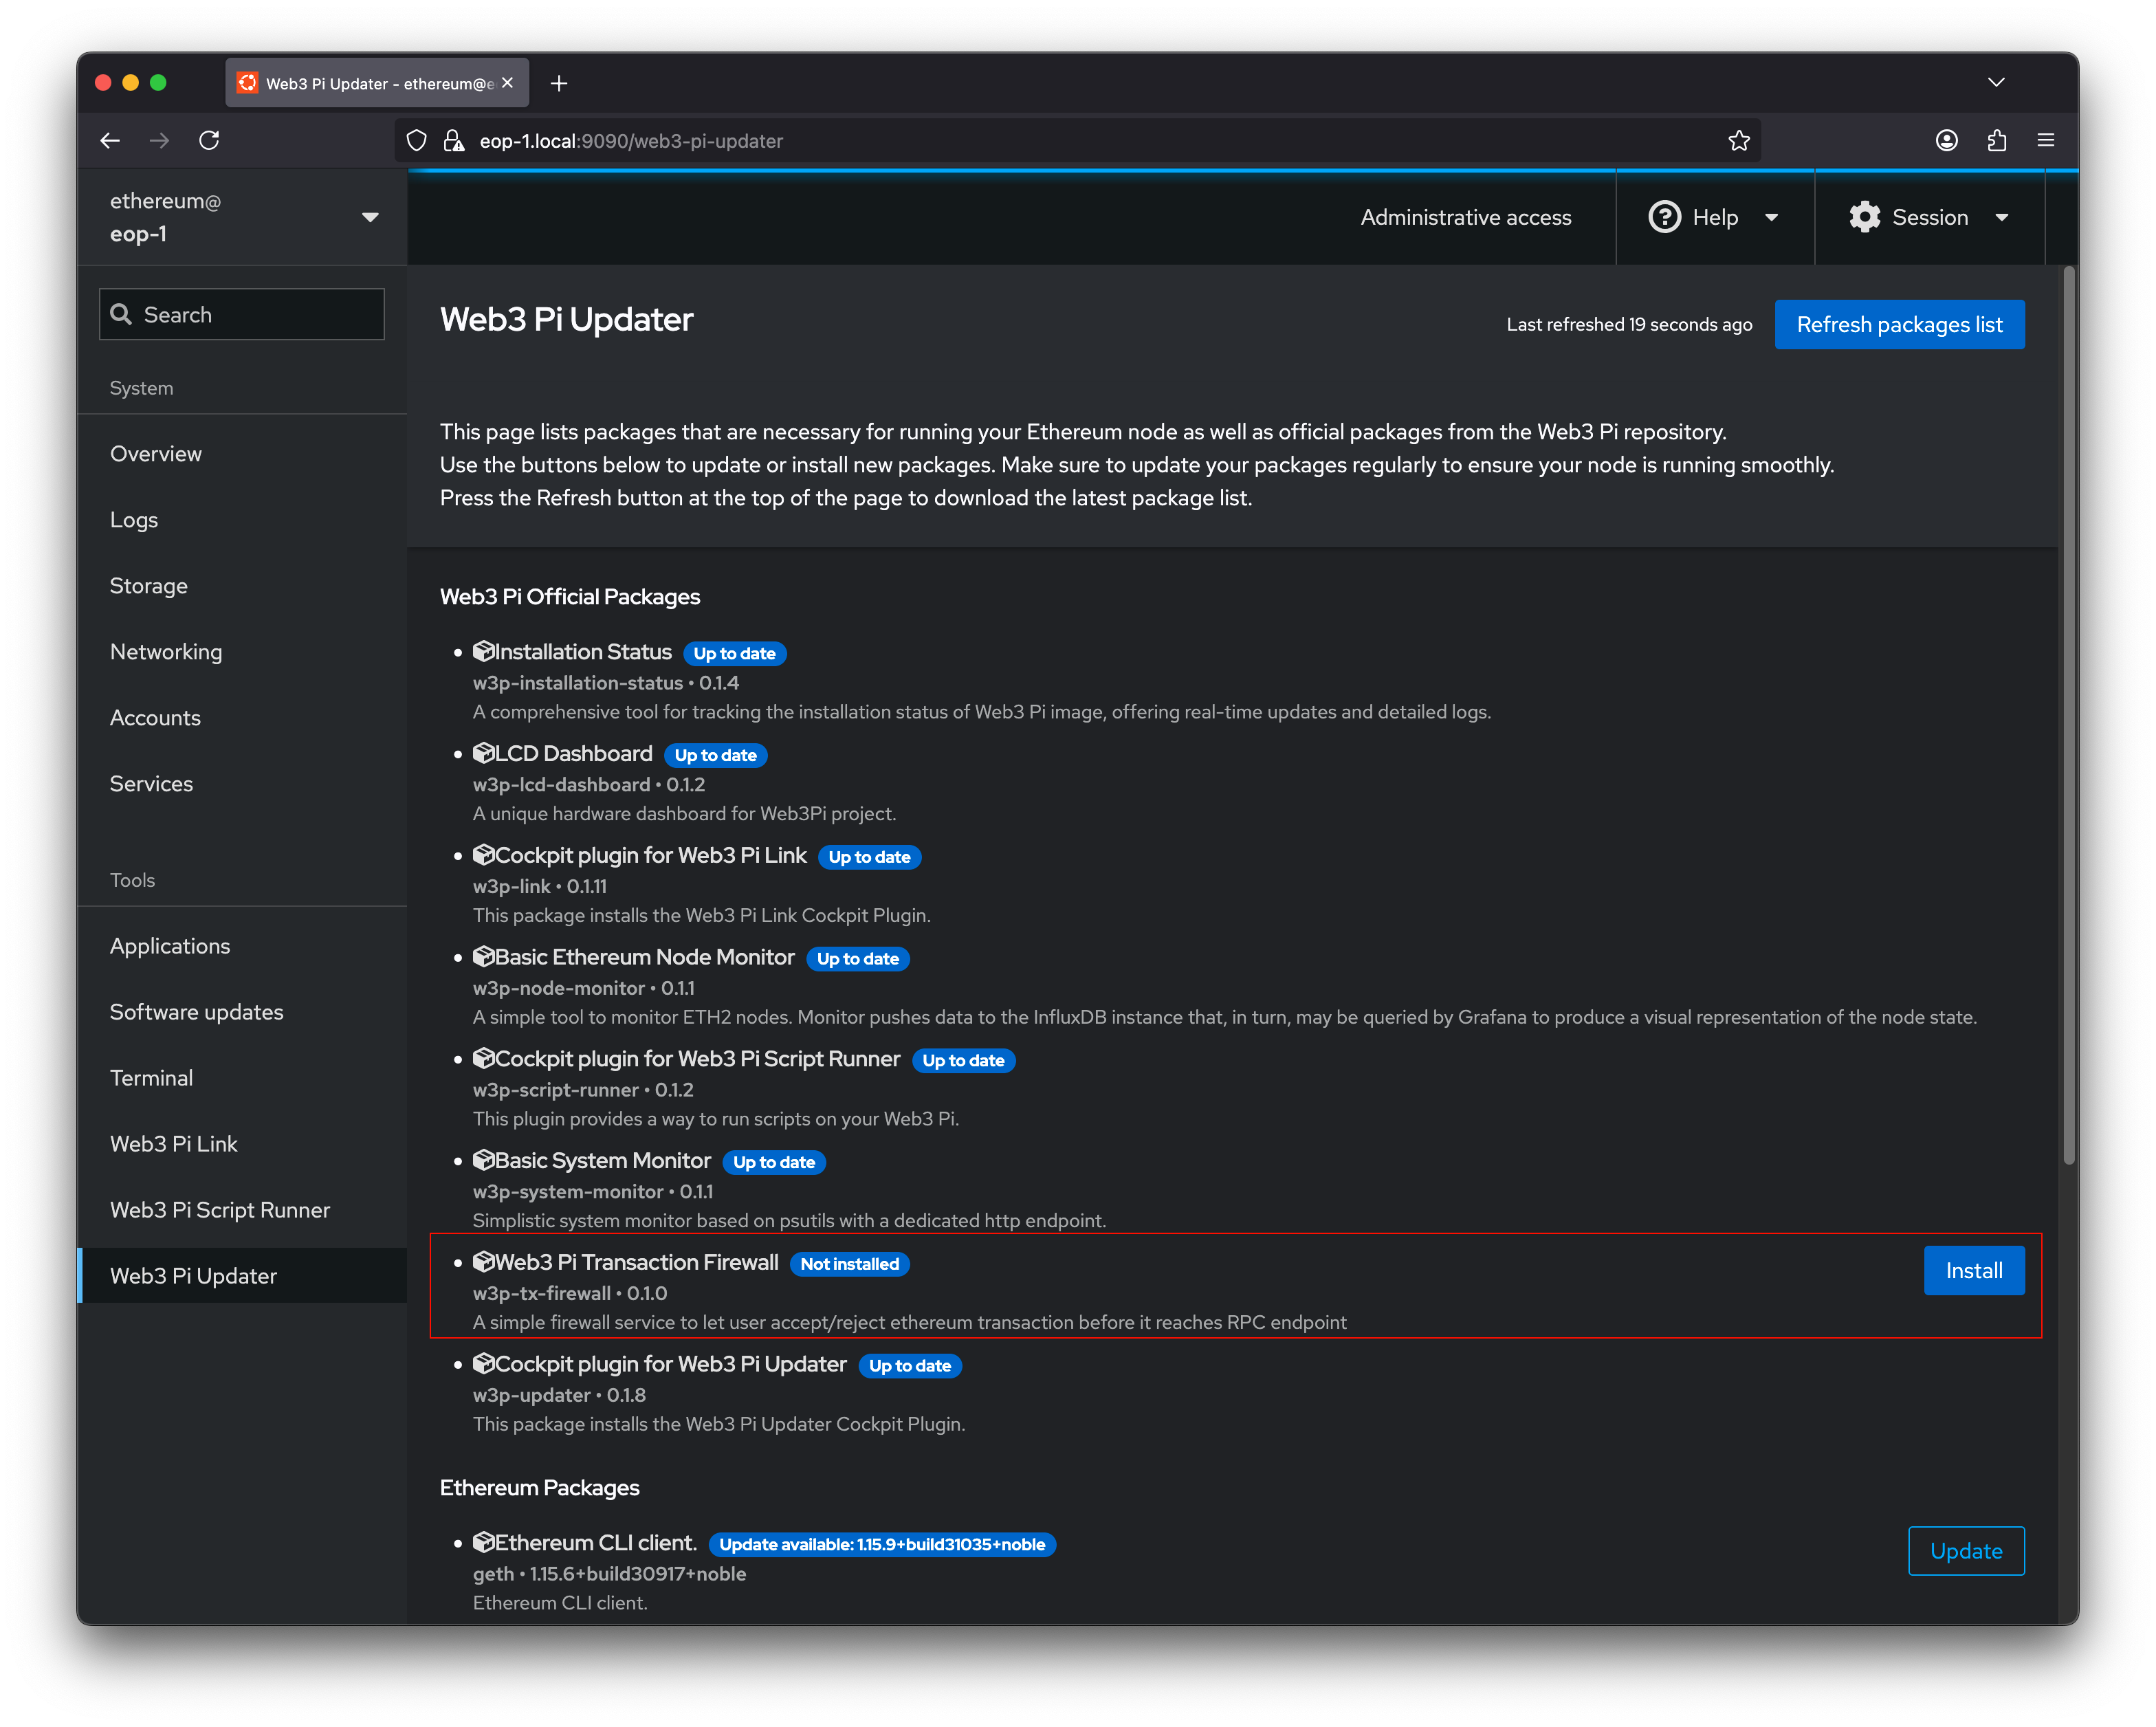 Web3 Pi Updater - ethereum@e
eop-1.local:9090/web3-pi-updater
ethereum@
eop-1
Administrative access
Help
Session
Search
System
Overview
Logs
Storage
Networking
Accounts
Services
Tools
Applications
Software updates
Terminal
Web3 Pi Link
Web3 Pi Script Runner
Web3 Pi Updater
Web3 Pi Updater
Last refreshed 19 seconds ago
Refresh packages list
This page lists packages that are necessary for running your Ethereum node as well as official packages from the Web3 Pi repository.
Use the buttons below to update or install new packages. Make sure to update your packages regularly to ensure your node is running smoothly.
Press the Refresh button at the top of the page to download the latest package list.
Web3 Pi Official Packages
Installation Status Up to date
w3p-installation-status • 0.1.4
A comprehensive tool for tracking the installation status of Web3 Pi image, offering real-time updates and detailed logs.
LCD Dashboard Up to date
w3p-lcd-dashboard • 0.1.2
A unique hardware dashboard for Web3Pi project.
Cockpit plugin for Web3 Pi Link Up to date
w3p-link • 0.1.11
This package installs the Web3 Pi Link Cockpit Plugin.
Basic Ethereum Node Monitor Up to date
w3p-node-monitor • 0.1.1
A simple tool to monitor ETH2 nodes. Monitor pushes data to the InfluxDB instance that, in turn, may be queried by Grafana to produce a visual representation of the node state.
Cockpit plugin for Web3 Pi Script Runner Up to date
w3p-script-runner • 0.1.2
This plugin provides a way to run scripts on your Web3 Pi.
Basic System Monitor Up to date
w3p-system-monitor • 0.1.1
Simplistic system monitor based on psutils with a dedicated http endpoint.
Web3 Pi Transaction Firewall Not installed
Install
w3p-tx-firewall • 0.1.0
A simple firewall service to let user accept/reject ethereum transaction before it reaches RPC endpoint
Cockpit plugin for Web3 Pi Updater Up to date
w3p-updater • 0.1.8
This package installs the Web3 Pi Updater Cockpit Plugin.
Ethereum Packages
Ethereum CLI client. Update available: 1.15.9+build31035+noble
Update
geth • 1.15.6+build30917+noble
Ethereum CLI client.